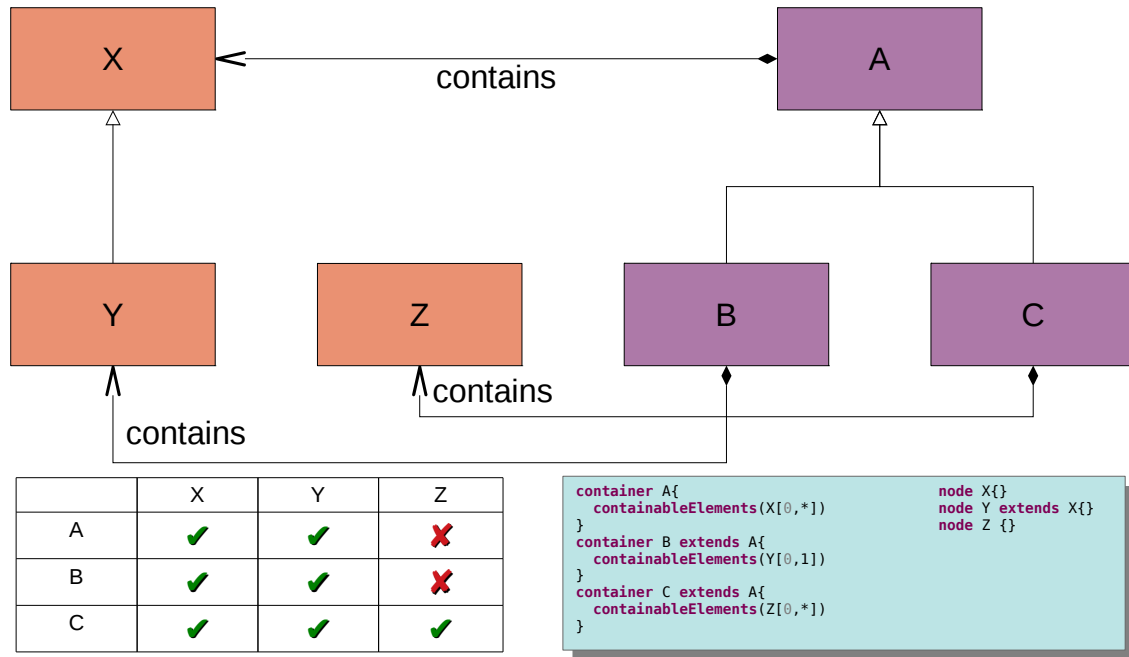 X
contains
A
Y
Z
B
C
contains
contains
X Y Z
A ✔ ✔ ✘
B ✔ ✔ ✘
C ✔ ✔ ✔
container A{
  containableElements(X[0,*])
}
container B extends A{
  containableElements(Y[0,1])
}
container C extends A{
  containableElements(Z[0,*])
}
node X{}
node Y extends X{}
node Z {}